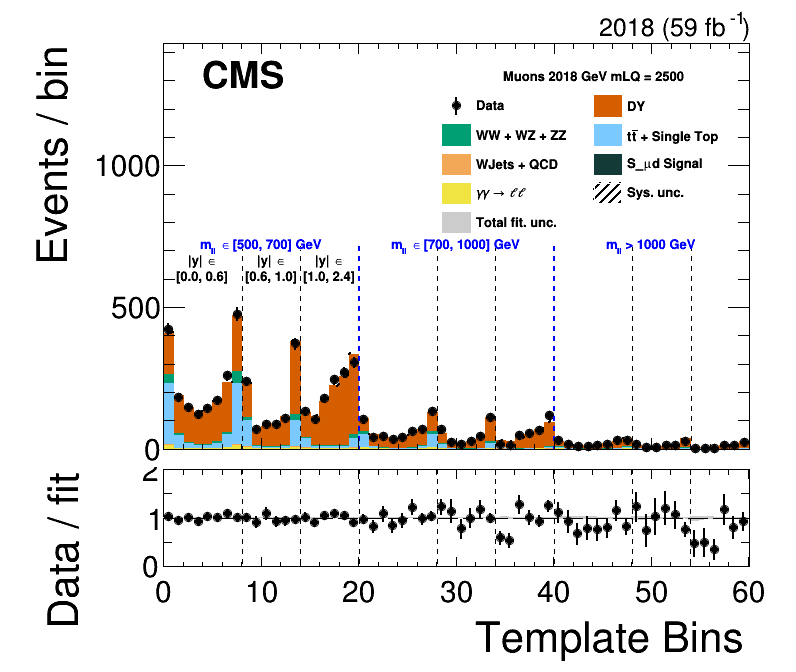 2018 (59 fb⁻¹)
CMS
Muons 2018 GeV mLQ = 2500
Data
DY
WW + WZ + ZZ
tt̅ + Single Top
WJets + QCD
S_μd Signal
γγ → ℓℓ
Sys. unc.
Total fit. unc.
m_ll ∈ [500, 700] GeV
m_ll ∈ [700, 1000] GeV
m_ll > 1000 GeV
|y| ∈ [0.0, 0.6]
|y| ∈ [0.6, 1.0]
|y| ∈ [1.0, 2.4]
Events / bin
1000
500
0
Data / fit
2
1
0
0 10 20 30 40 50 60
Template Bins